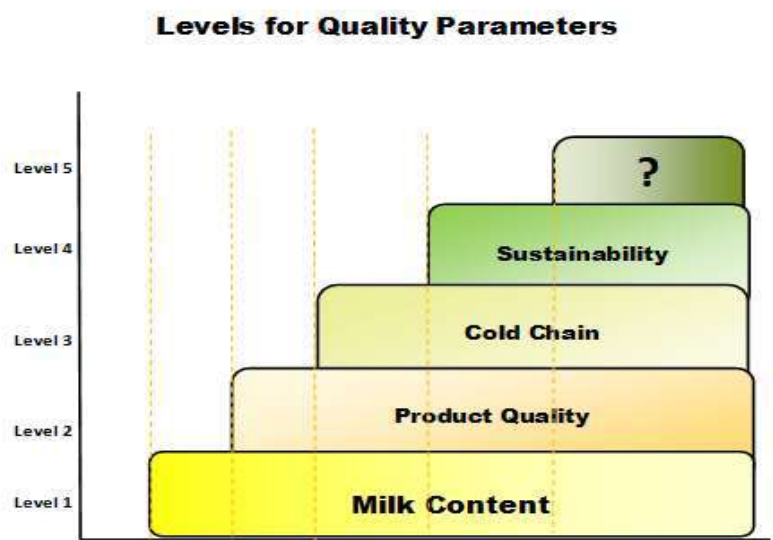 Levels for Quality Parameters
Level 5
?
Level 4
Sustainability
Level 3
Cold Chain
Level 2
Product Quality
Level 1
Milk Content